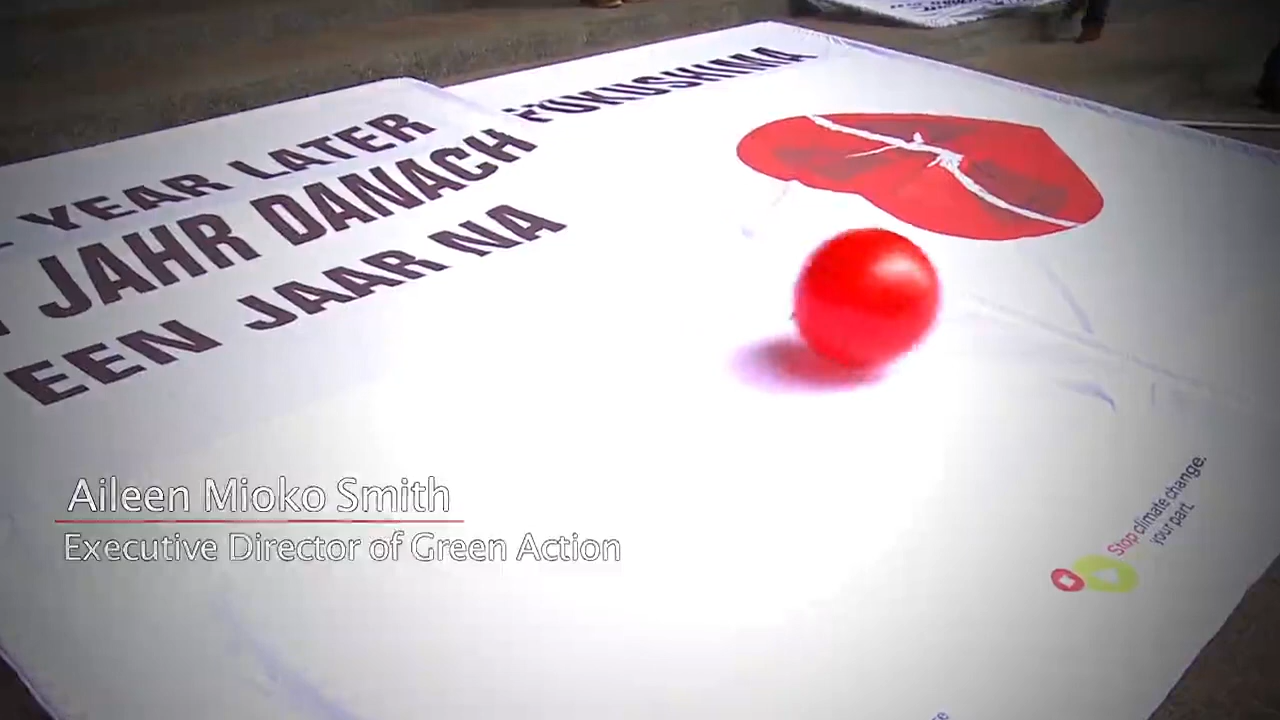 YEAR LATER
FUKUSHIMA
JAHR DANACH
EEN JAAR NA
Aileen Mioko Smith
Executive Director of Green Action
Stop climate change.
your part.